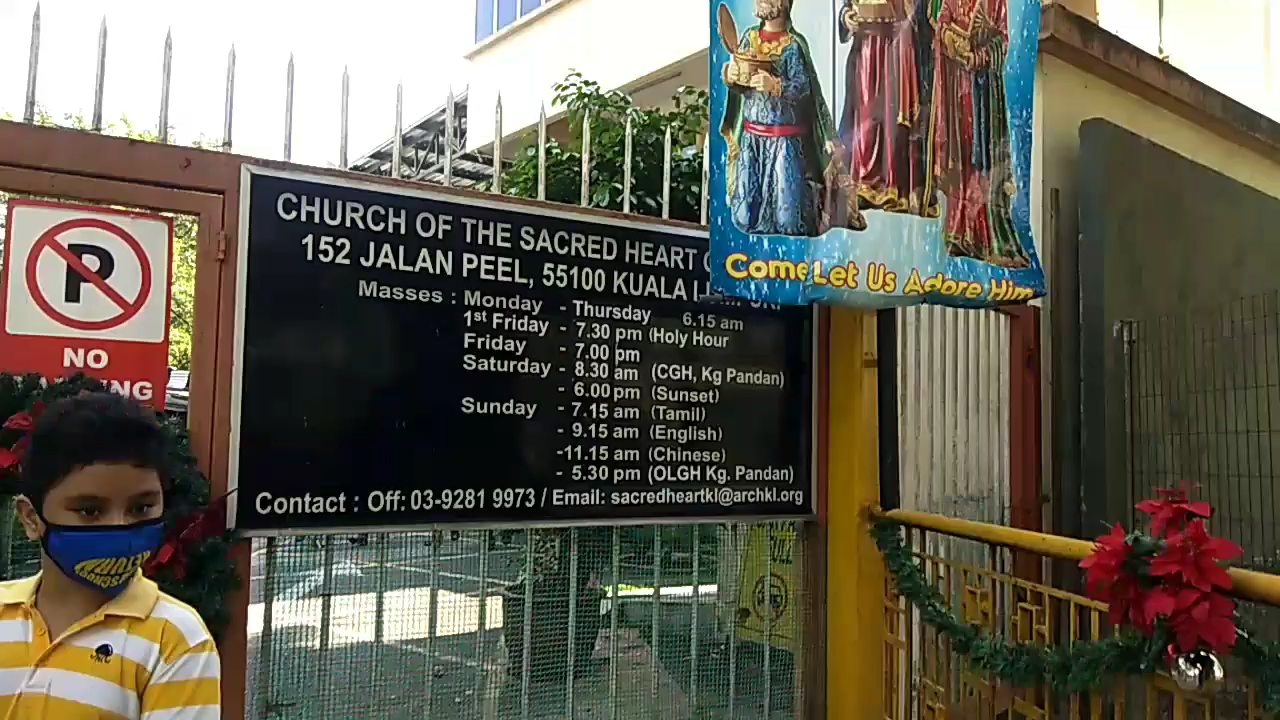 CHURCH OF THE SACRED HEART
152 JALAN PEEL, 55100 KUALA
Masses : Monday - Thursday 6.15 am
1st Friday - 7.30 pm (Holy Hour
Friday - 7.00 pm
Saturday - 8.30 am (CGH, Kg Pandan)
- 6.00 pm (Sunset)
Sunday - 7.15 am (Tamil)
- 9.15 am (English)
-11.15 am (Chinese)
- 5.30 pm (OLGH Kg. Pandan)
Contact : Off: 03-9281 9973 / Email: sacredheartkl@archkl.org
Come Let Us Adore Him
P
NO